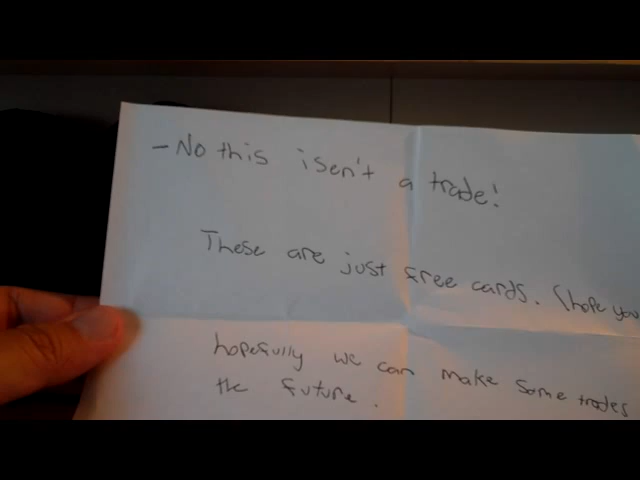 - No this isen't a trade!
These are just free cards. (hope you
hopefully we can make some trades
the future.